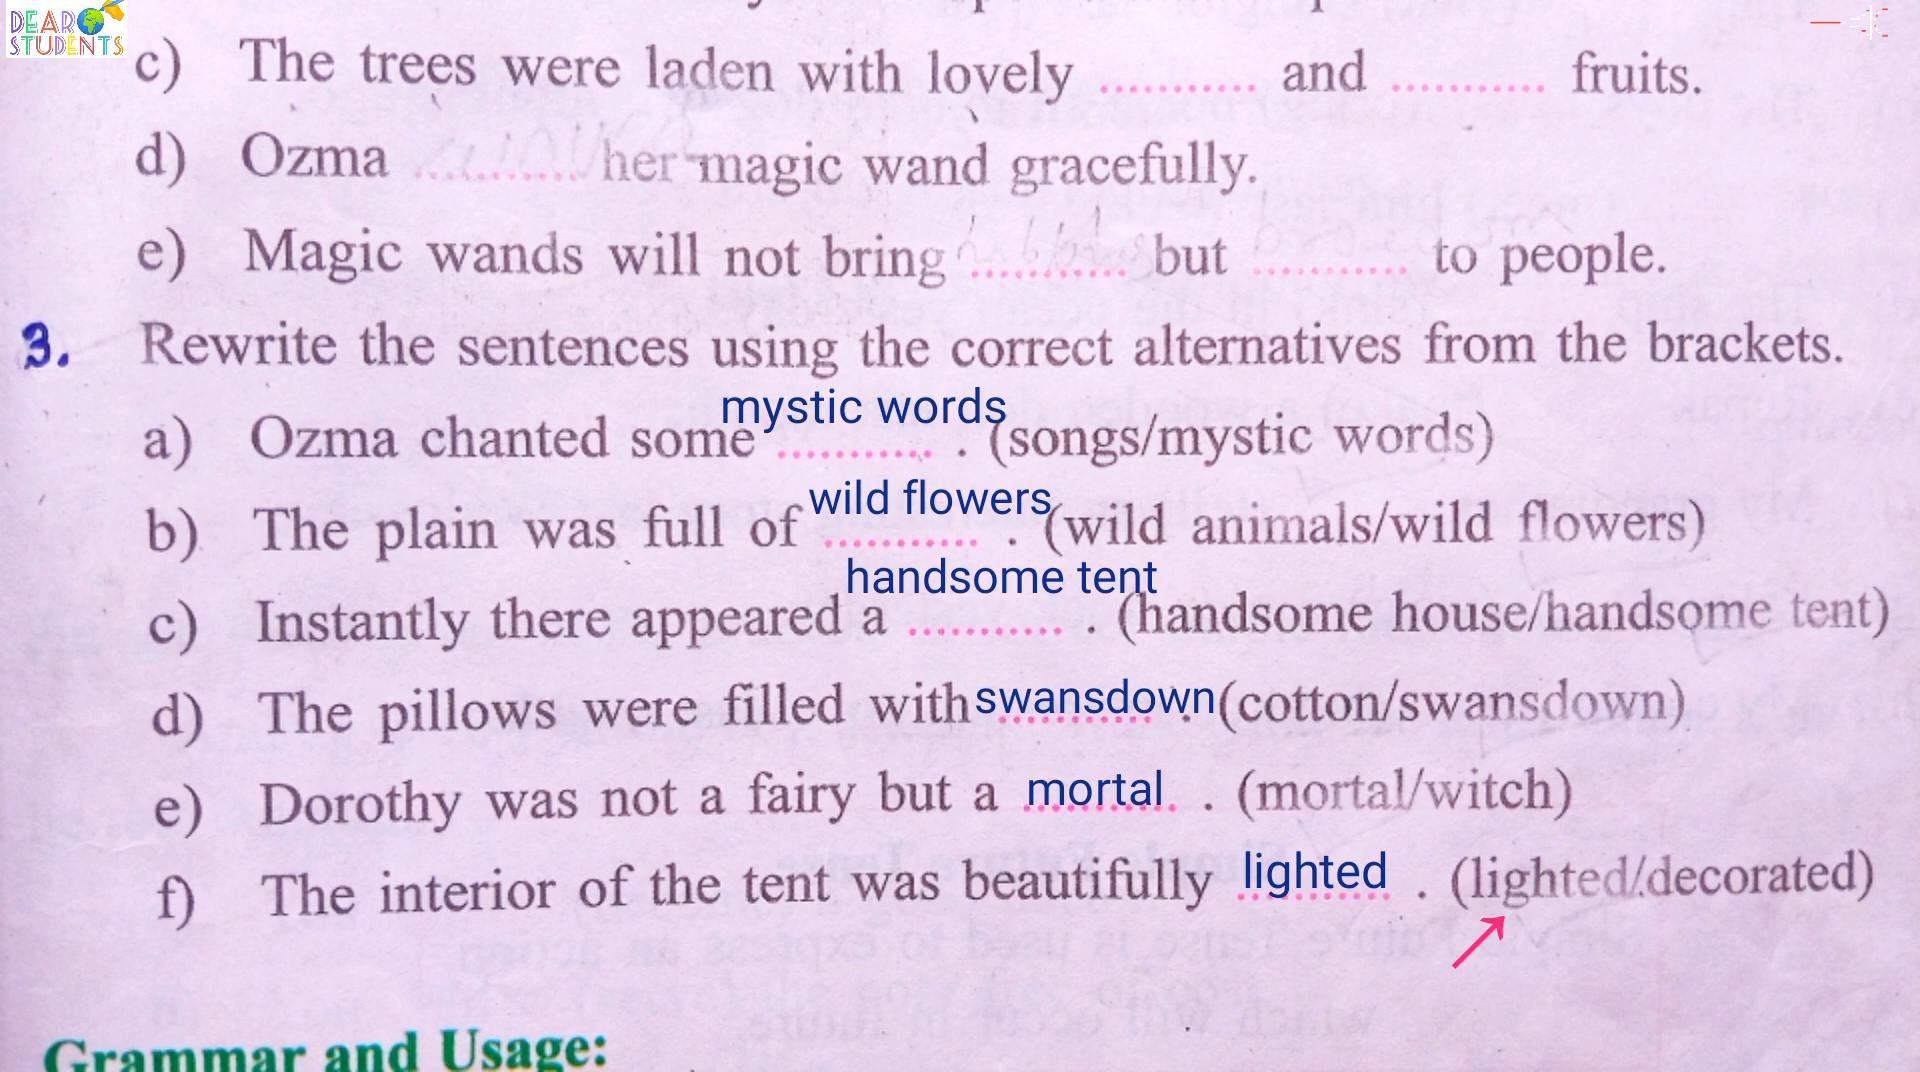 DEAR
STUDENTS
c) The trees were laden with lovely ............ and ............ fruits.
d) Ozma ............ her magic wand gracefully.
e) Magic wands will not bring ............ but ............ to people.
3. Rewrite the sentences using the correct alternatives from the brackets.
mystic words
a) Ozma chanted some ............ . (songs/mystic words)
wild flowers
b) The plain was full of ............ . (wild animals/wild flowers)
handsome tent
c) Instantly there appeared a ............ . (handsome house/handsome tent)
d) The pillows were filled with swansdown . (cotton/swansdown)
e) Dorothy was not a fairy but a mortal . (mortal/witch)
f) The interior of the tent was beautifully lighted . (lighted/decorated)
Grammar and Usage: